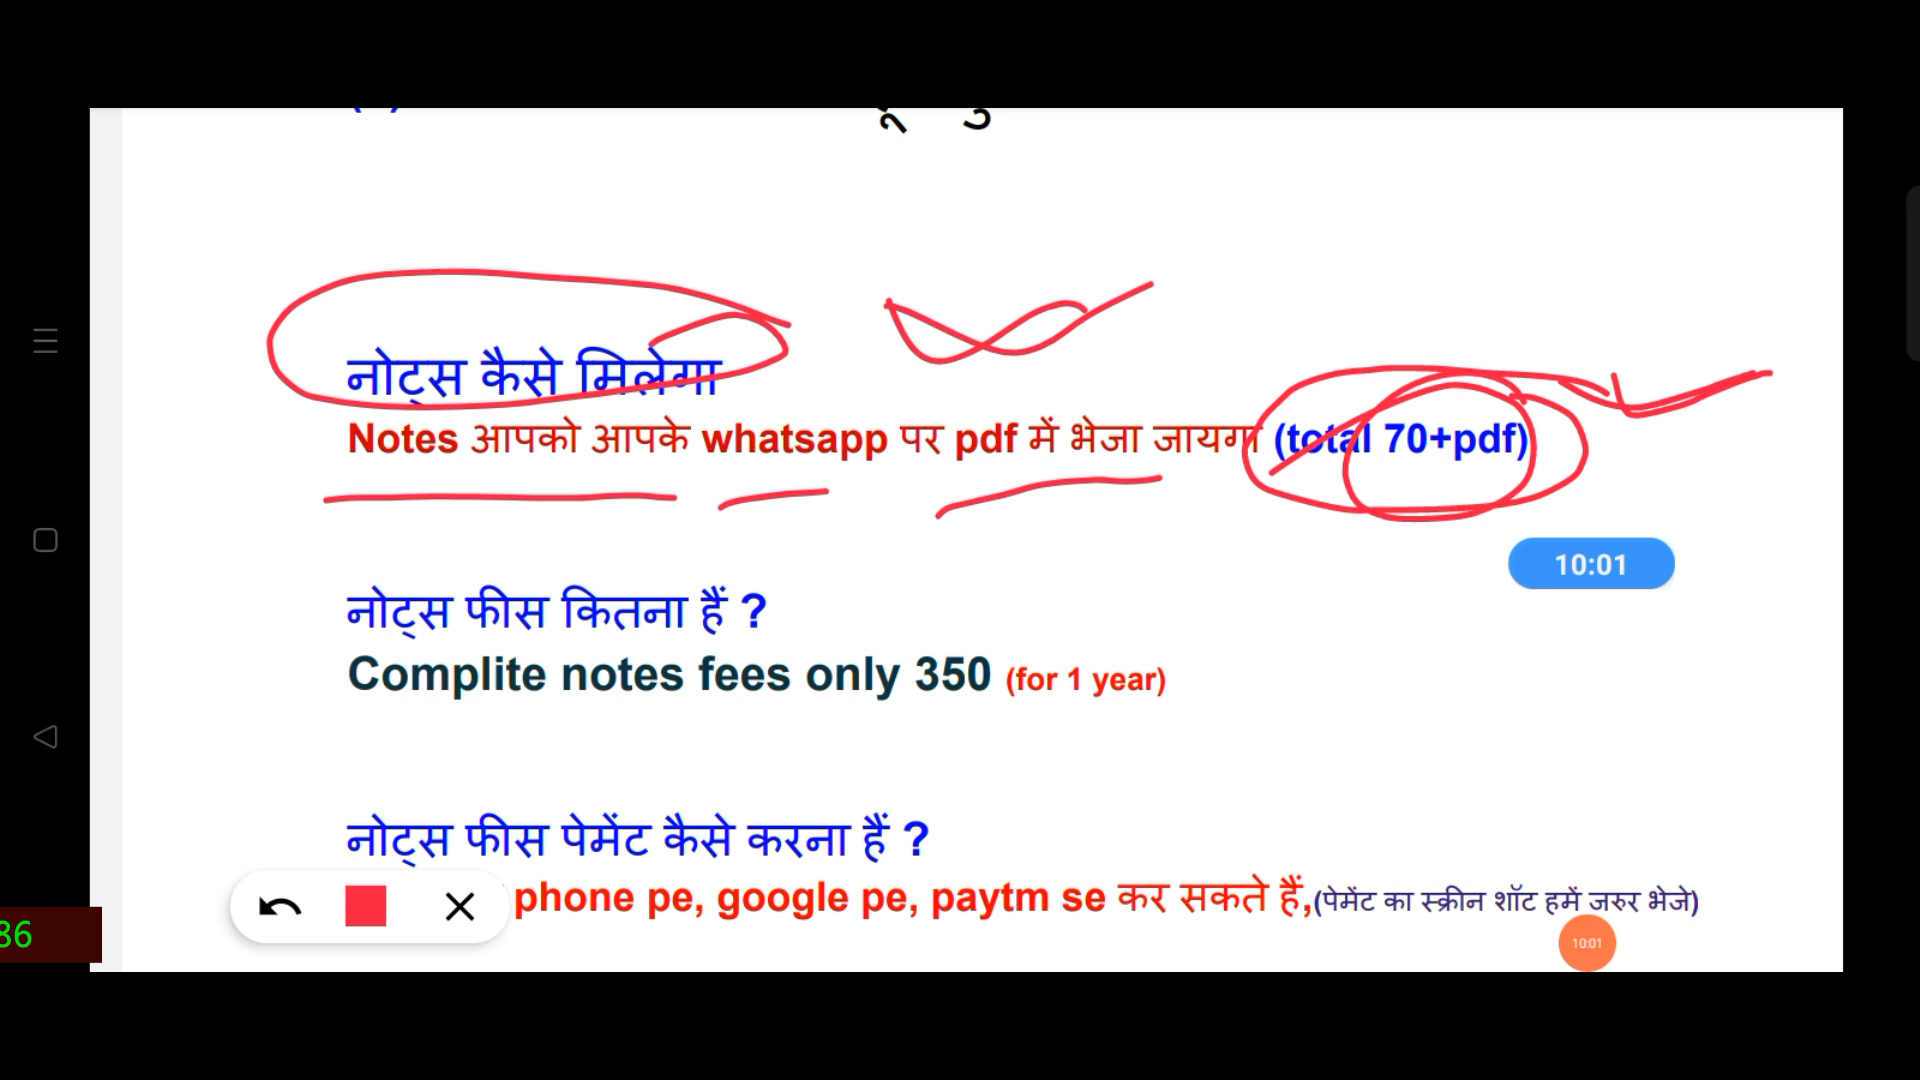 नोट्स कैसे मिलेगा
Notes आपको आपके whatsapp पर pdf में भेजा जायगा (total 70+pdf)
10:01
नोट्स फीस कितना हैं ?
Complite notes fees only 350 (for 1 year)
नोट्स फीस पेमेंट कैसे करना हैं ?
phone pe, google pe, paytm se कर सकते हैं,(पेमेंट का स्क्रीन शॉट हमें जरुर भेजे)
86
10:01